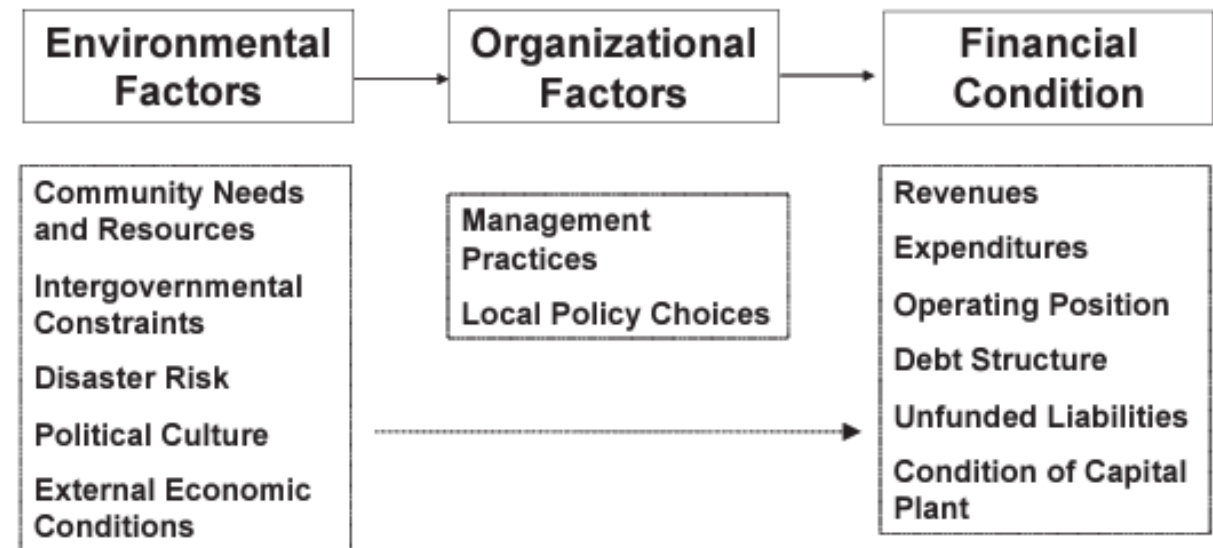 Environmental
Factors
Organizational
Factors
Financial
Condition
Community Needs
and Resources
Intergovernmental
Constraints
Disaster Risk
Political Culture
External Economic
Conditions
Management
Practices
Local Policy Choices
Revenues
Expenditures
Operating Position
Debt Structure
Unfunded Liabilities
Condition of Capital
Plant